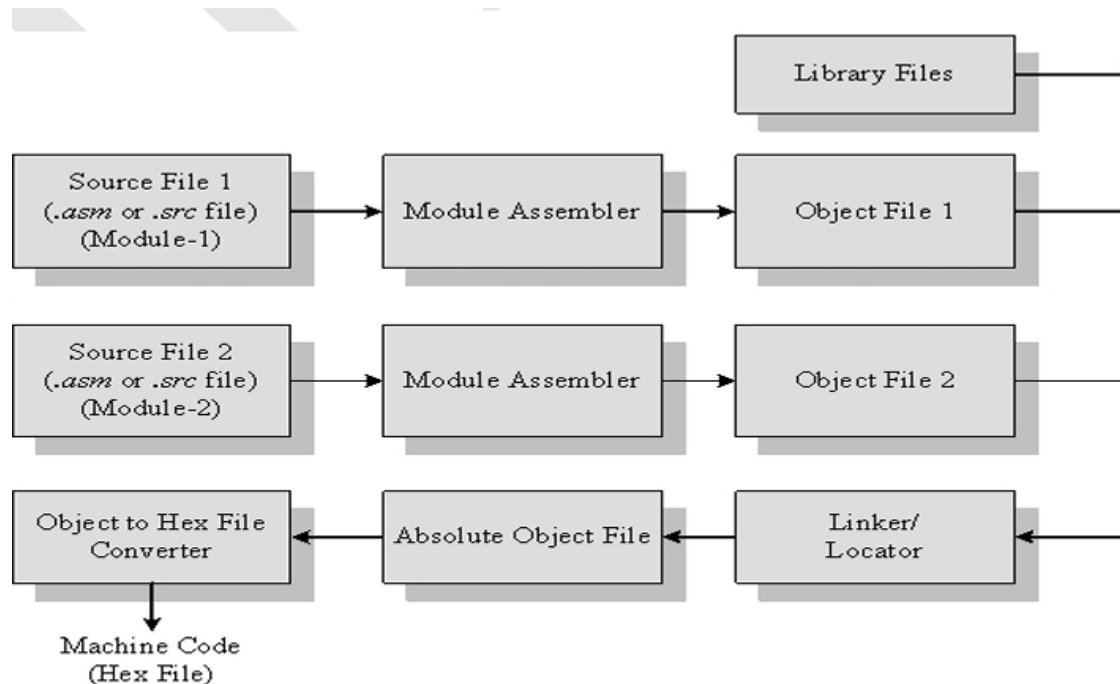 Library Files
Source File 1
(.asm or .src file)
(Module-1)
Module Assembler
Object File 1
Source File 2
(.asm or .src file)
(Module-2)
Module Assembler
Object File 2
Object to Hex File
Converter
Absolute Object File
Linker/
Locator
Machine Code
(Hex File)